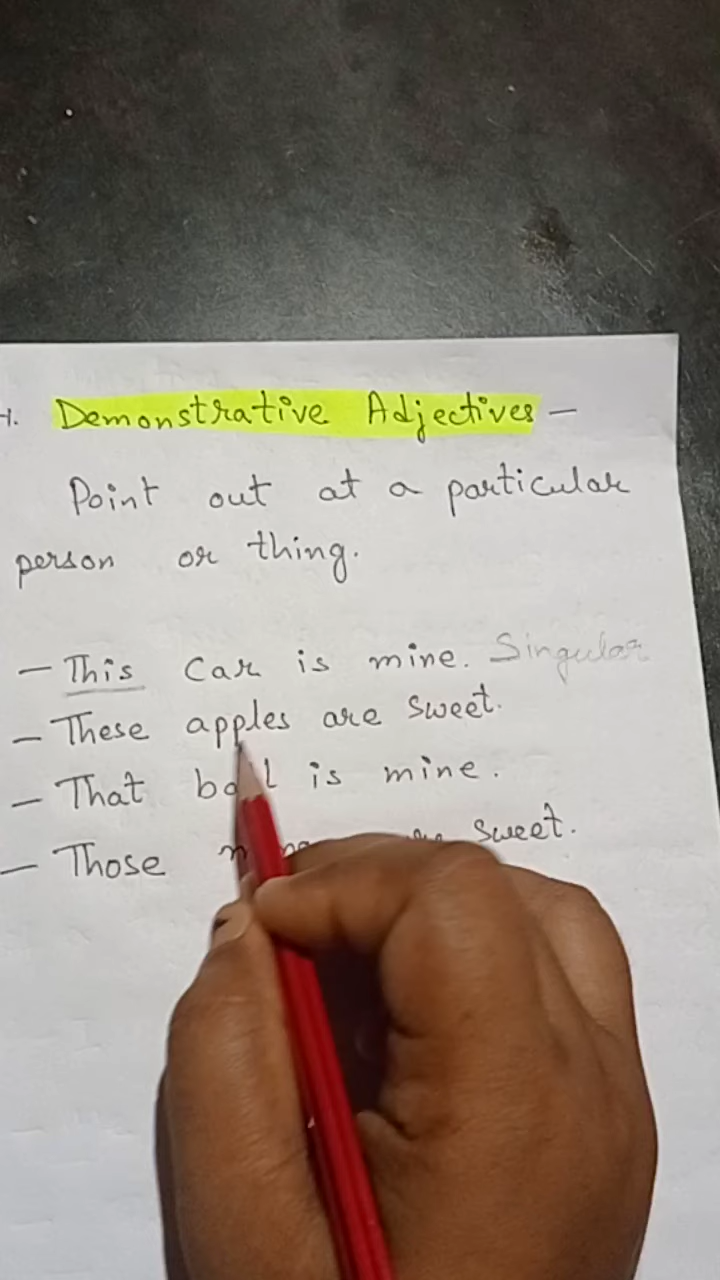 4. Demonstrative Adjectives —
Point out at a particular
person or thing.
— This Car is mine. Singular
— These apples are sweet.
— That ball is mine.
— Those sweet.